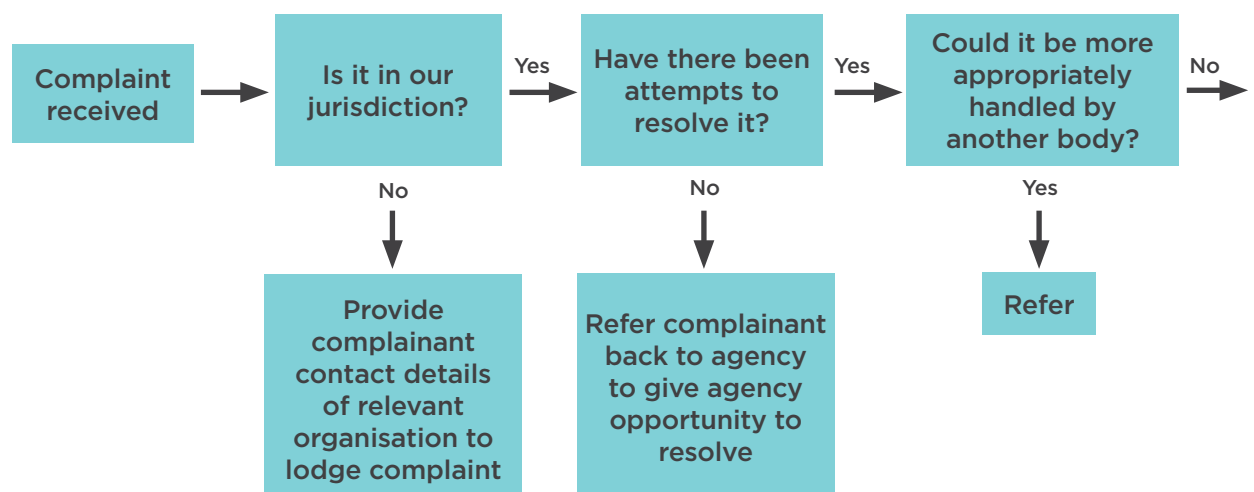 Complaint
received
Is it in our
jurisdiction?
Yes
Have there been
attempts to
resolve it?
Yes
Could it be more
appropriately
handled by
another body?
No
No
Provide
complainant
contact details
of relevant
organisation to
lodge complaint
No
Refer complainant
back to agency
to give agency
opportunity to
resolve
Yes
Refer